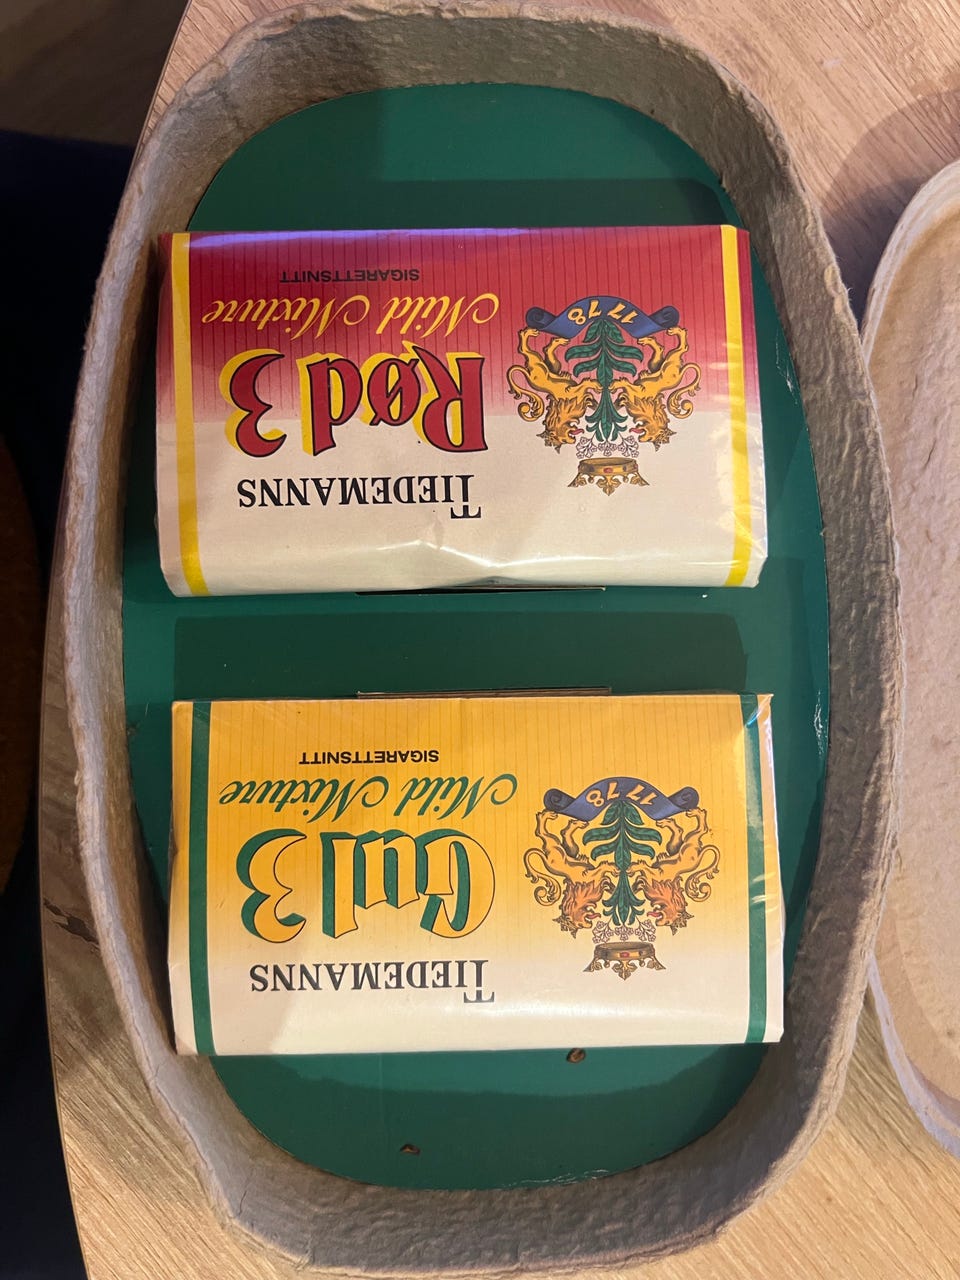 TIEDEMANNS
Rød 3
Mild Mixture
SIGARETTSNITT
1778
TIEDEMANNS
Gul 3
Mild Mixture
SIGARETTSNITT
1778